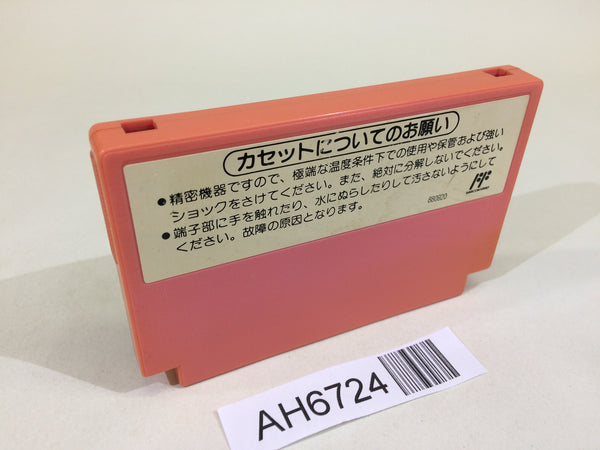 カセットについてのお願い
●精密機器ですので、極端な温度条件下での使用や保管および強い
ショックをさけてください。また、絶対に分解しないでください。
●端子部に手を触れたり、水にぬらしたりして汚さないようにして
ください。故障の原因となります。
880620
AH6724